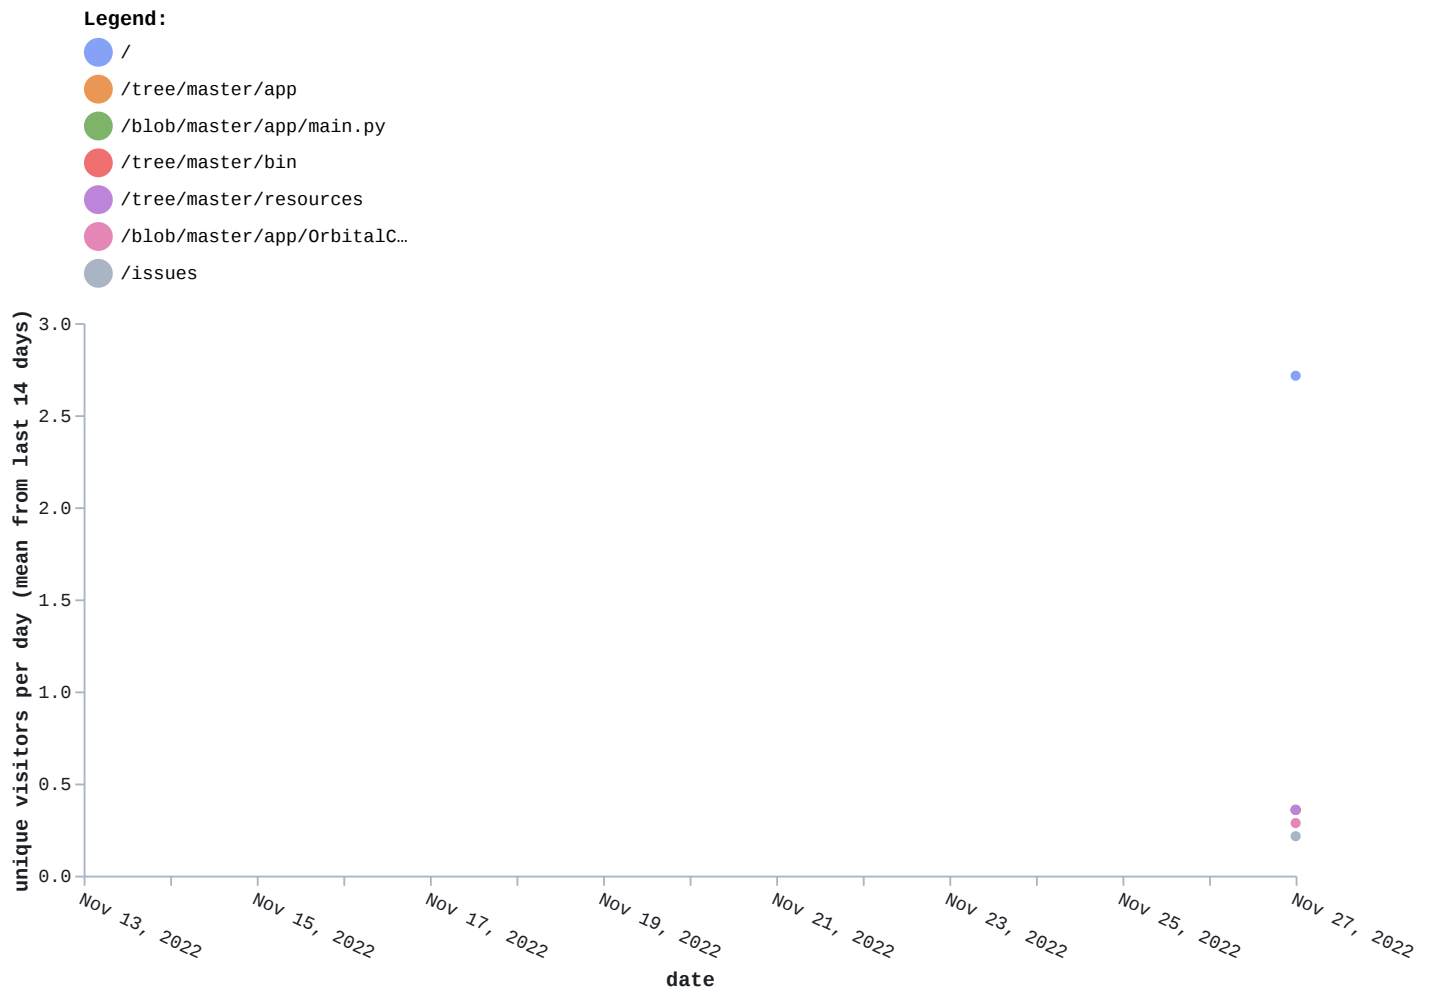 Legend:
/
/tree/master/app
/blob/master/app/main.py
/tree/master/bin
/tree/master/resources
/blob/master/app/OrbitalC…
/issues
unique visitors per day (mean from last 14 days)
3.0
2.5
2.0
1.5
1.0
0.5
0.0
Nov 13, 2022
Nov 15, 2022
Nov 17, 2022
Nov 19, 2022
Nov 21, 2022
Nov 23, 2022
Nov 25, 2022
Nov 27, 2022
date